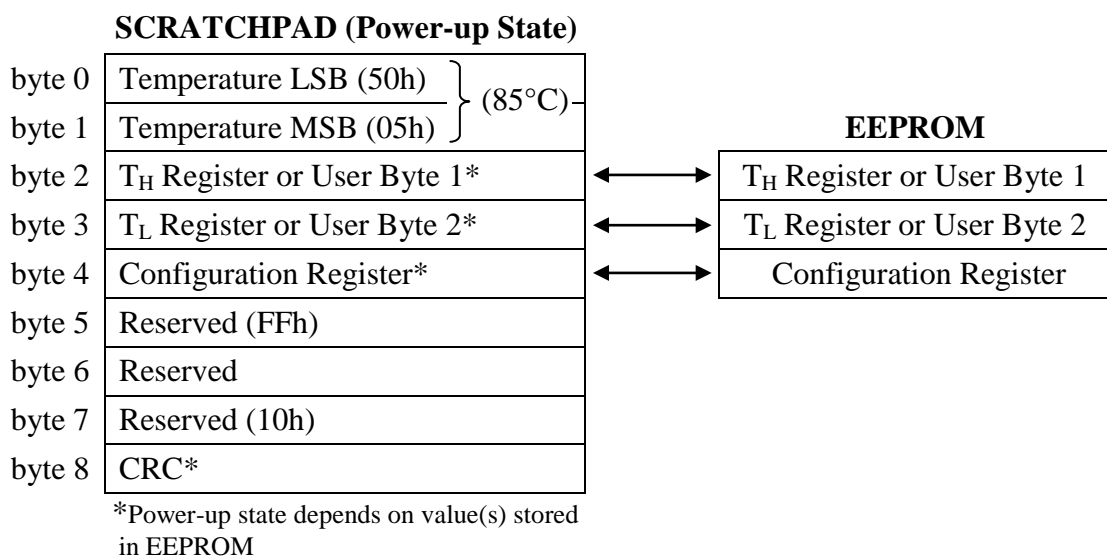 SCRATCHPAD (Power-up State)
byte 0 Temperature LSB (50h)
(85°C)
byte 1 Temperature MSB (05h)
EEPROM
byte 2 TH Register or User Byte 1* TH Register or User Byte 1
byte 3 TL Register or User Byte 2* TL Register or User Byte 2
byte 4 Configuration Register* Configuration Register
byte 5 Reserved (FFh)
byte 6 Reserved
byte 7 Reserved (10h)
byte 8 CRC*
*Power-up state depends on value(s) stored
in EEPROM